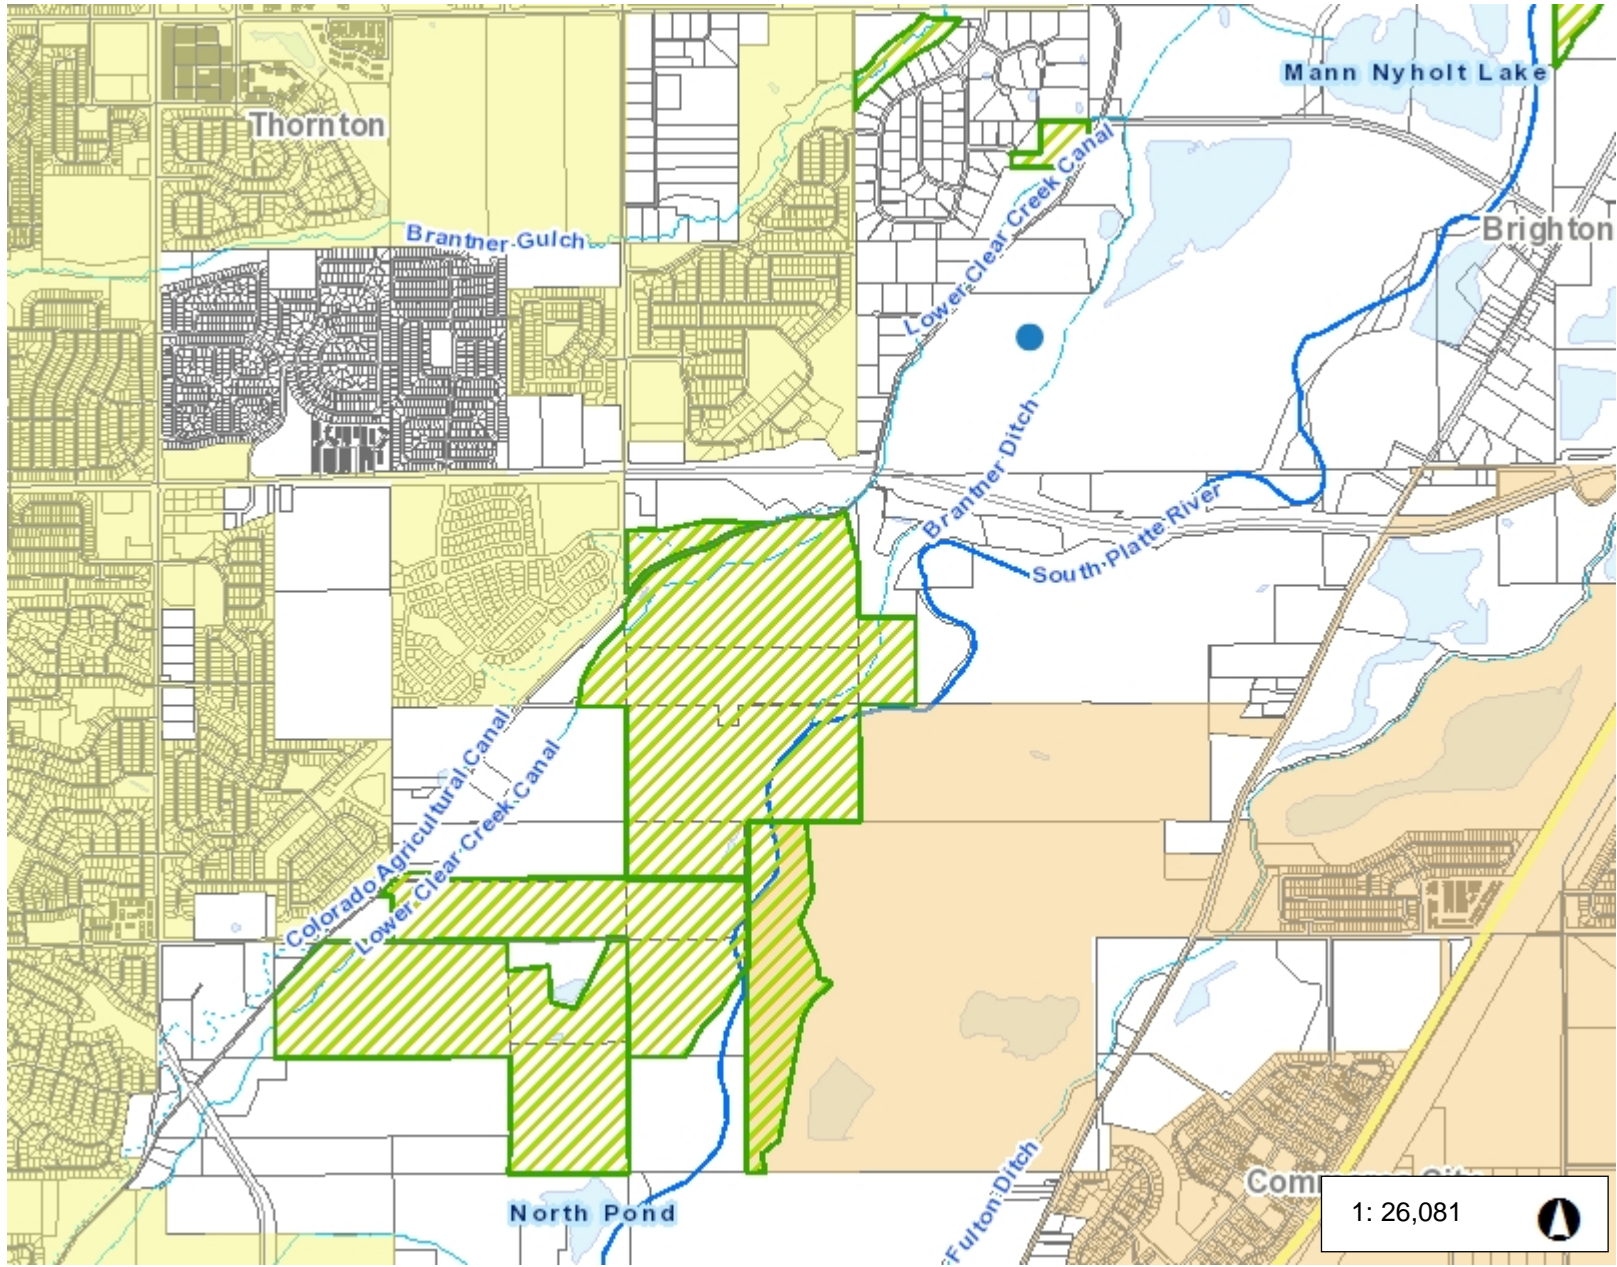 Mann Nyholt Lake
Thornton
Lower Clear Creek Canal
Brighton
Brantner Gulch
Brantner Ditch
South Platte River
Colorado Agricultural Canal
Lower Clear Creek Canal
Fulton Ditch
North Pond
1: 26,081